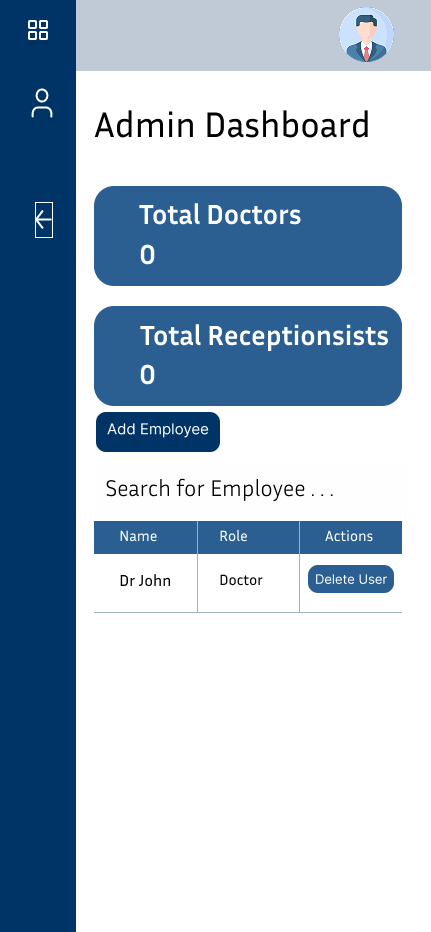 Admin Dashboard
Total Doctors
0
Total Receptionsists
0
Add Employee
Search for Employee . . .
Name Role Actions
Dr John Doctor Delete User